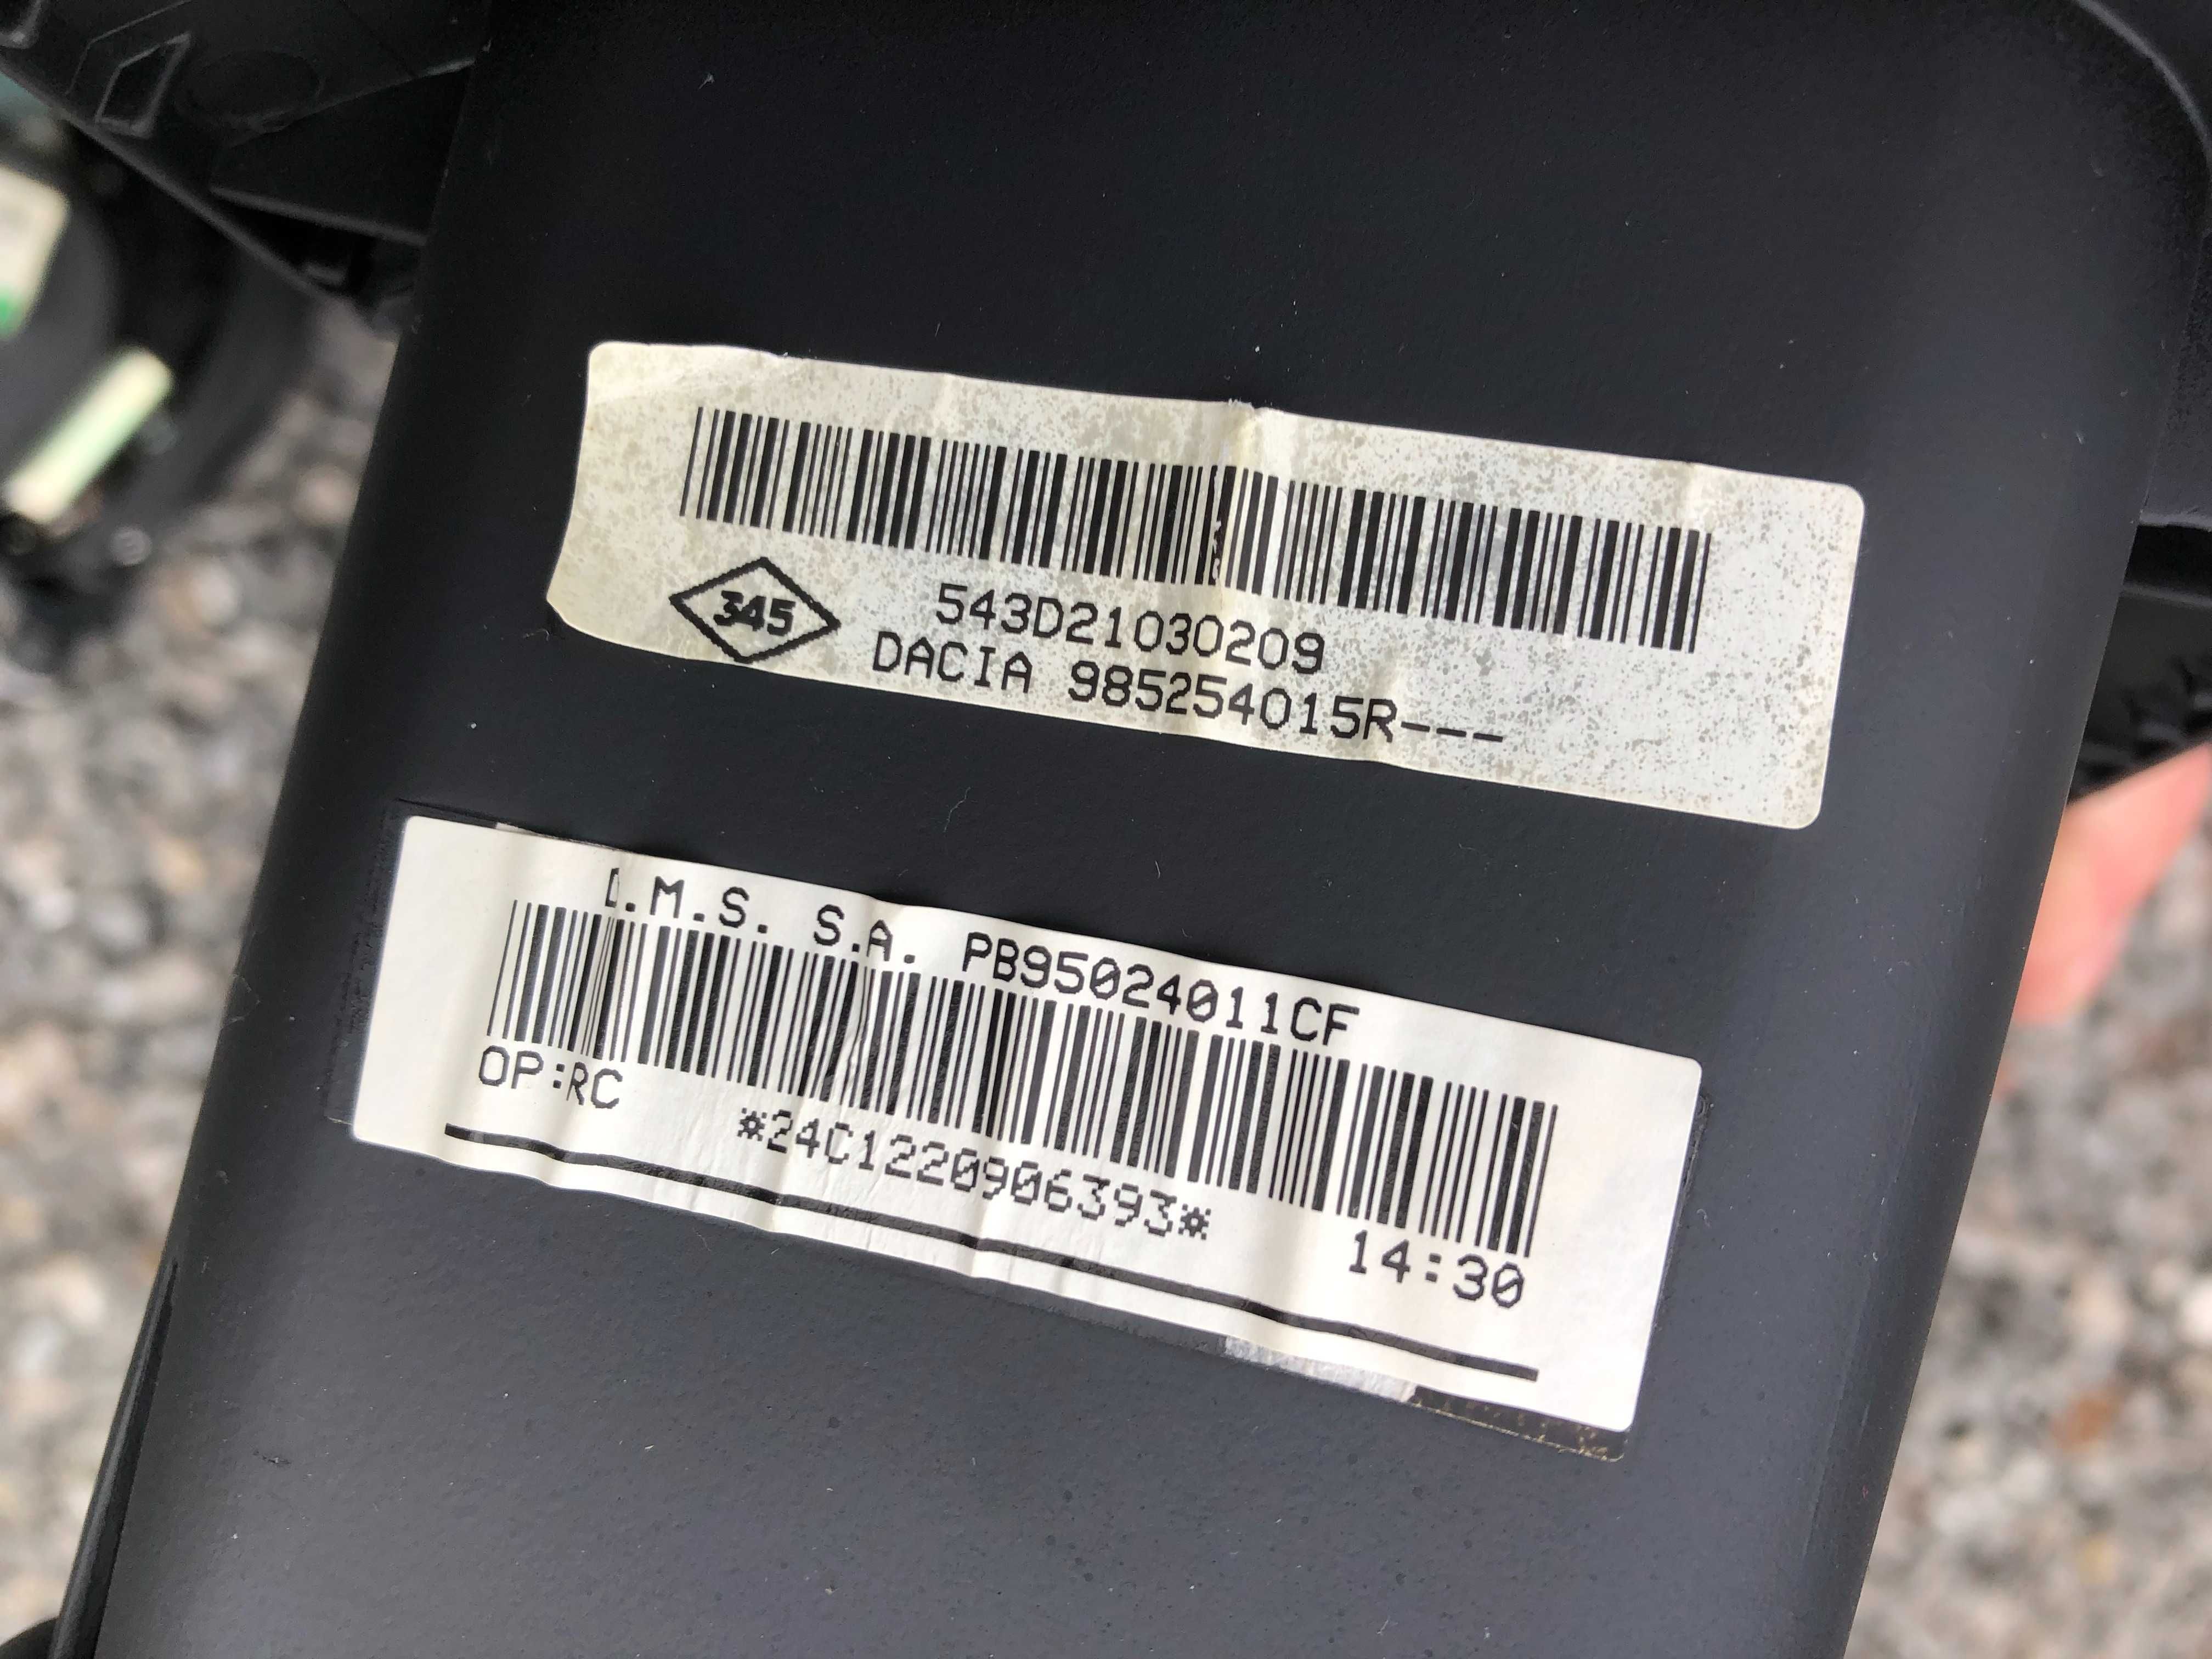 345
543D21030209
DACIA 985254015R---
D.M.S. S.A. PB95024011CF
OP:RC
*24C1220906393*
14:30